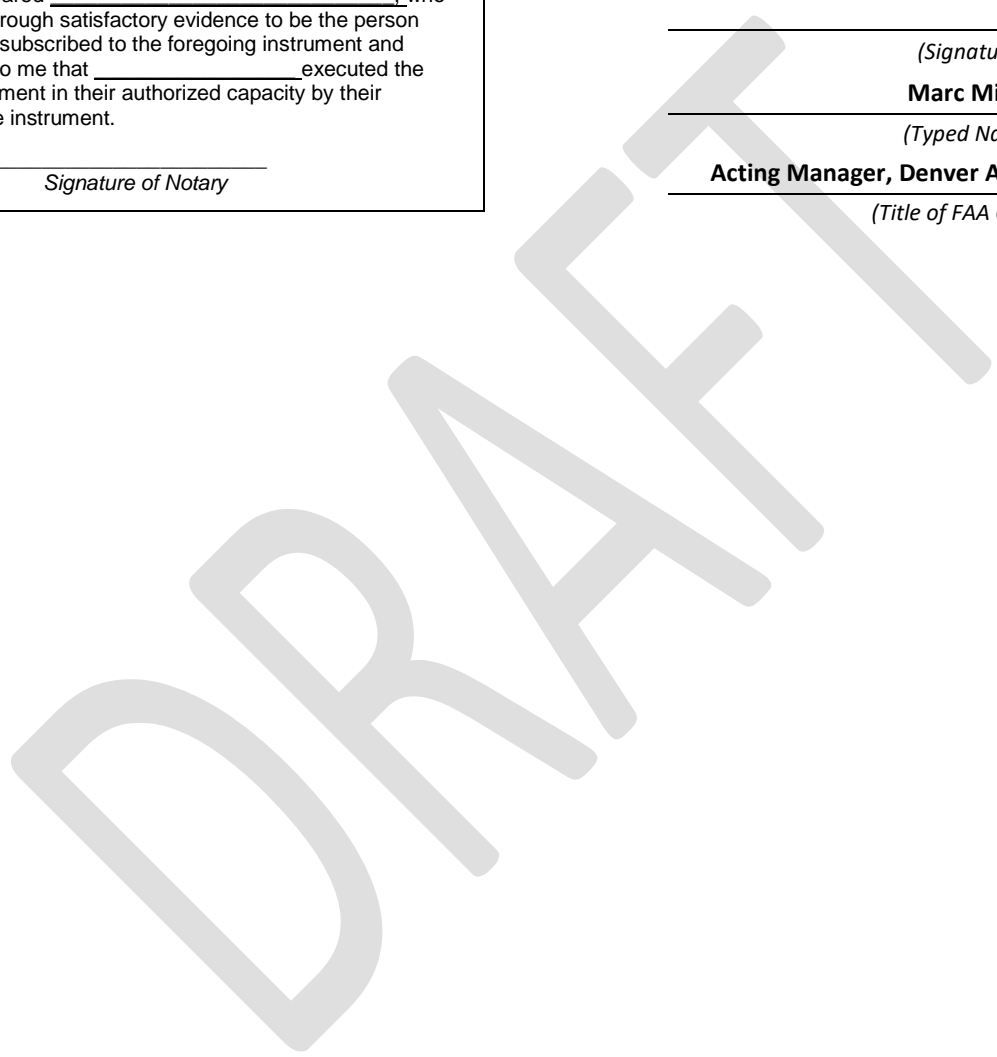 rough satisfactory evidence to be the person
subscribed to the foregoing instrument and
o me that ___________________ executed the
ment in their authorized capacity by their
e instrument.
Signature of Notary
(Signatu
Marc Mi
(Typed Na
Acting Manager, Denver A
(Title of FAA
DRAFT